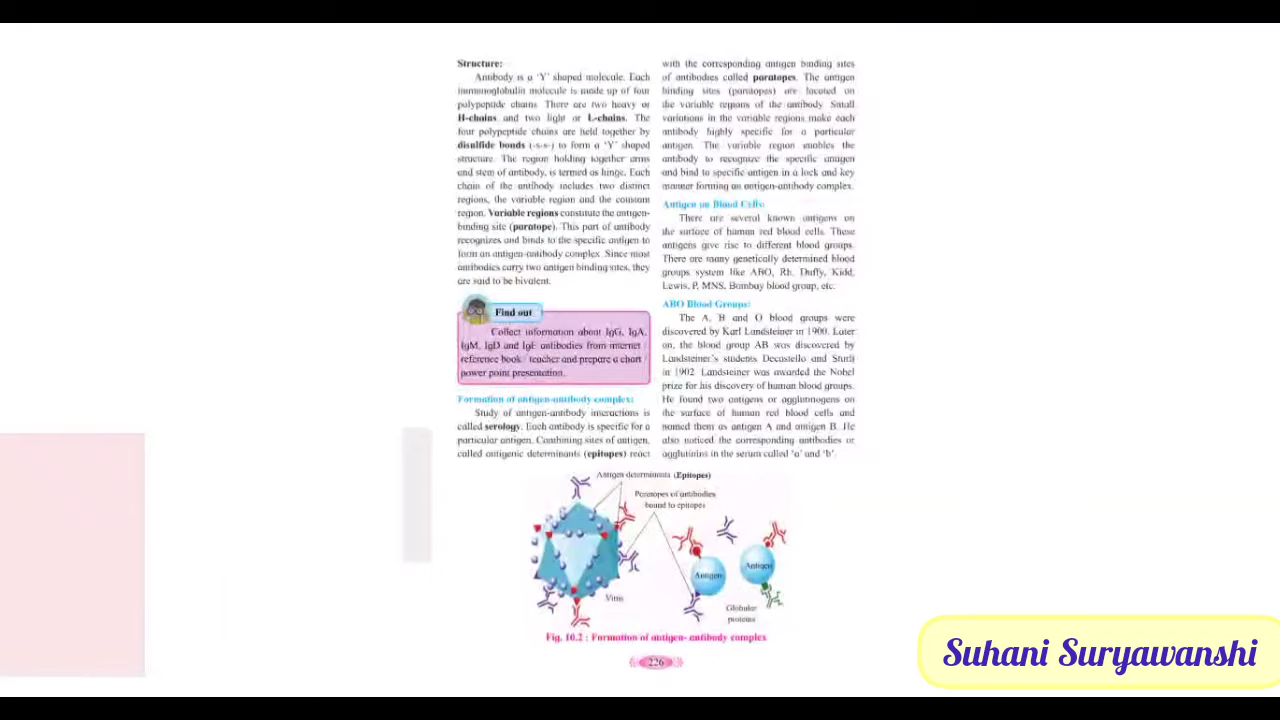 Structure:
Antibody is a 'Y' shaped molecule. Each
immunoglobulin molecule is made up of four
polypeptide chains. There are two heavy or
H-chains and two light or L-chains. The
four polypeptide chains are held together by
disulfide bonds (-s-s-) to form a 'Y' shaped
structure. The region holding together arms
and stem of antibody, is termed as hinge. Each
chain of the antibody includes two distinct
regions, the variable region and the constant
region. Variable regions constitute the antigen-
binding site (paratope). This part of antibody
recognizes and binds to the specific antigen to
form an antigen-antibody complex. Since most
antibodies carry two antigen binding sites, they
are said to be bivalent.
Find out
Collect information about IgG, IgA,
IgM, IgD and IgE antibodies from internet /
reference book / teacher and prepare a chart /
power point presentation.
Formation of antigen-antibody complex:
Study of antigen-antibody interactions is
called serology. Each antibody is specific for a
particular antigen. Combining sites of antigen,
called antigenic determinants (epitopes) react
with the corresponding antigen binding sites
of antibodies called paratopes. The antigen
binding sites (paratopes) are located on
the variable regions of the antibody. Small
variations in the variable regions make each
antibody highly specific for a particular
antigen. The variable region enables the
antibody to recognize the specific antigen
and bind to specific antigen in a lock and key
manner forming an antigen-antibody complex.
Antigen on Blood Cells:
There are several known antigens on
the surface of human red blood cells. These
antigens give rise to different blood groups.
There are many genetically determined blood
groups system like ABO, Rh, Duffy, Kidd,
Lewis, P, MNS, Bombay blood group, etc.
ABO Blood Groups:
The A, B and O blood groups were
discovered by Karl Landsteiner in 1900. Later
on, the blood group AB was discovered by
Landsteiner's students Decastello and Sturli
in 1902. Landsteiner was awarded the Nobel
prize for his discovery of human blood groups.
He found two antigens or agglutinogens on
the surface of human red blood cells and
named them as antigen A and antigen B. He
also noticed the corresponding antibodies or
agglutinins in the serum called 'a' and 'b'.
Antigen determinants (Epitopes)
Paratopes of antibodies
bound to epitopes
Virus
Antigen
Antigen
Globular
proteins
Fig. 10.2 : Formation of antigen- antibody complex
226
Suhani Suryawanshi